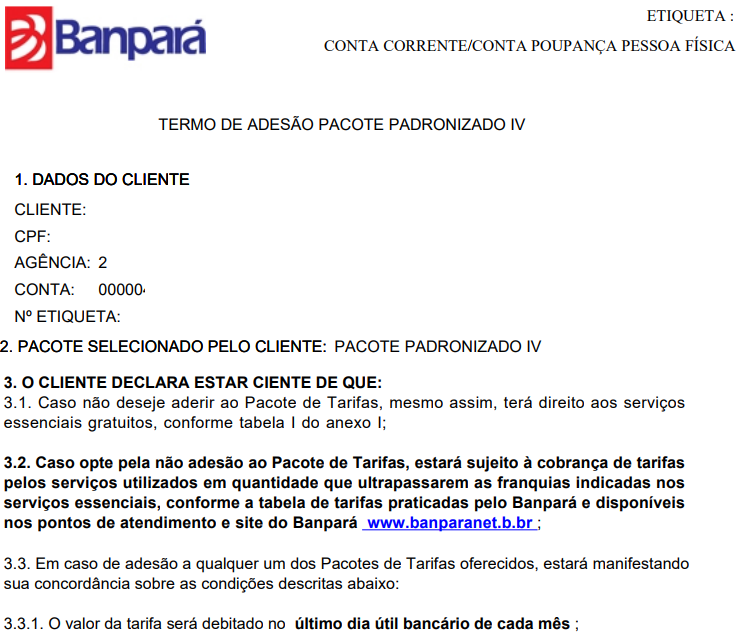 Banpará
ETIQUETA :
CONTA CORRENTE/CONTA POUPANÇA PESSOA FÍSICA
TERMO DE ADESÃO PACOTE PADRONIZADO IV
1. DADOS DO CLIENTE
CLIENTE:
CPF:
AGÊNCIA: 2
CONTA: 00000
Nº ETIQUETA:
2. PACOTE SELECIONADO PELO CLIENTE: PACOTE PADRONIZADO IV
3. O CLIENTE DECLARA ESTAR CIENTE DE QUE:
3.1. Caso não deseje aderir ao Pacote de Tarifas, mesmo assim, terá direito aos serviços
essenciais gratuitos, conforme tabela I do anexo I;
3.2. Caso opte pela não adesão ao Pacote de Tarifas, estará sujeito à cobrança de tarifas
pelos serviços utilizados em quantidade que ultrapassarem as franquias indicadas nos
serviços essenciais, conforme a tabela de tarifas praticadas pelo Banpará e disponíveis
nos pontos de atendimento e site do Banpará www.banparanet.b.br ;
3.3. Em caso de adesão a qualquer um dos Pacotes de Tarifas oferecidos, estará manifestando
sua concordância sobre as condições descritas abaixo:
3.3.1. O valor da tarifa será debitado no último dia útil bancário de cada mês ;